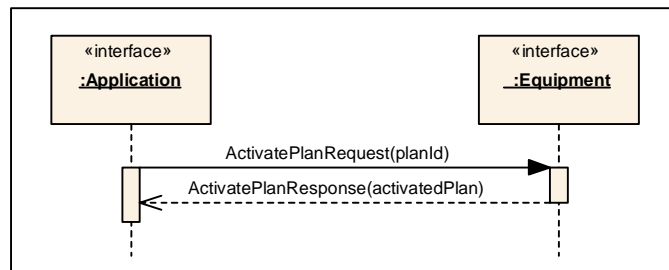 «interface»
:Application
«interface»
_:Equipment
ActivatePlanRequest(planId)
ActivatePlanResponse(activatedPlan)